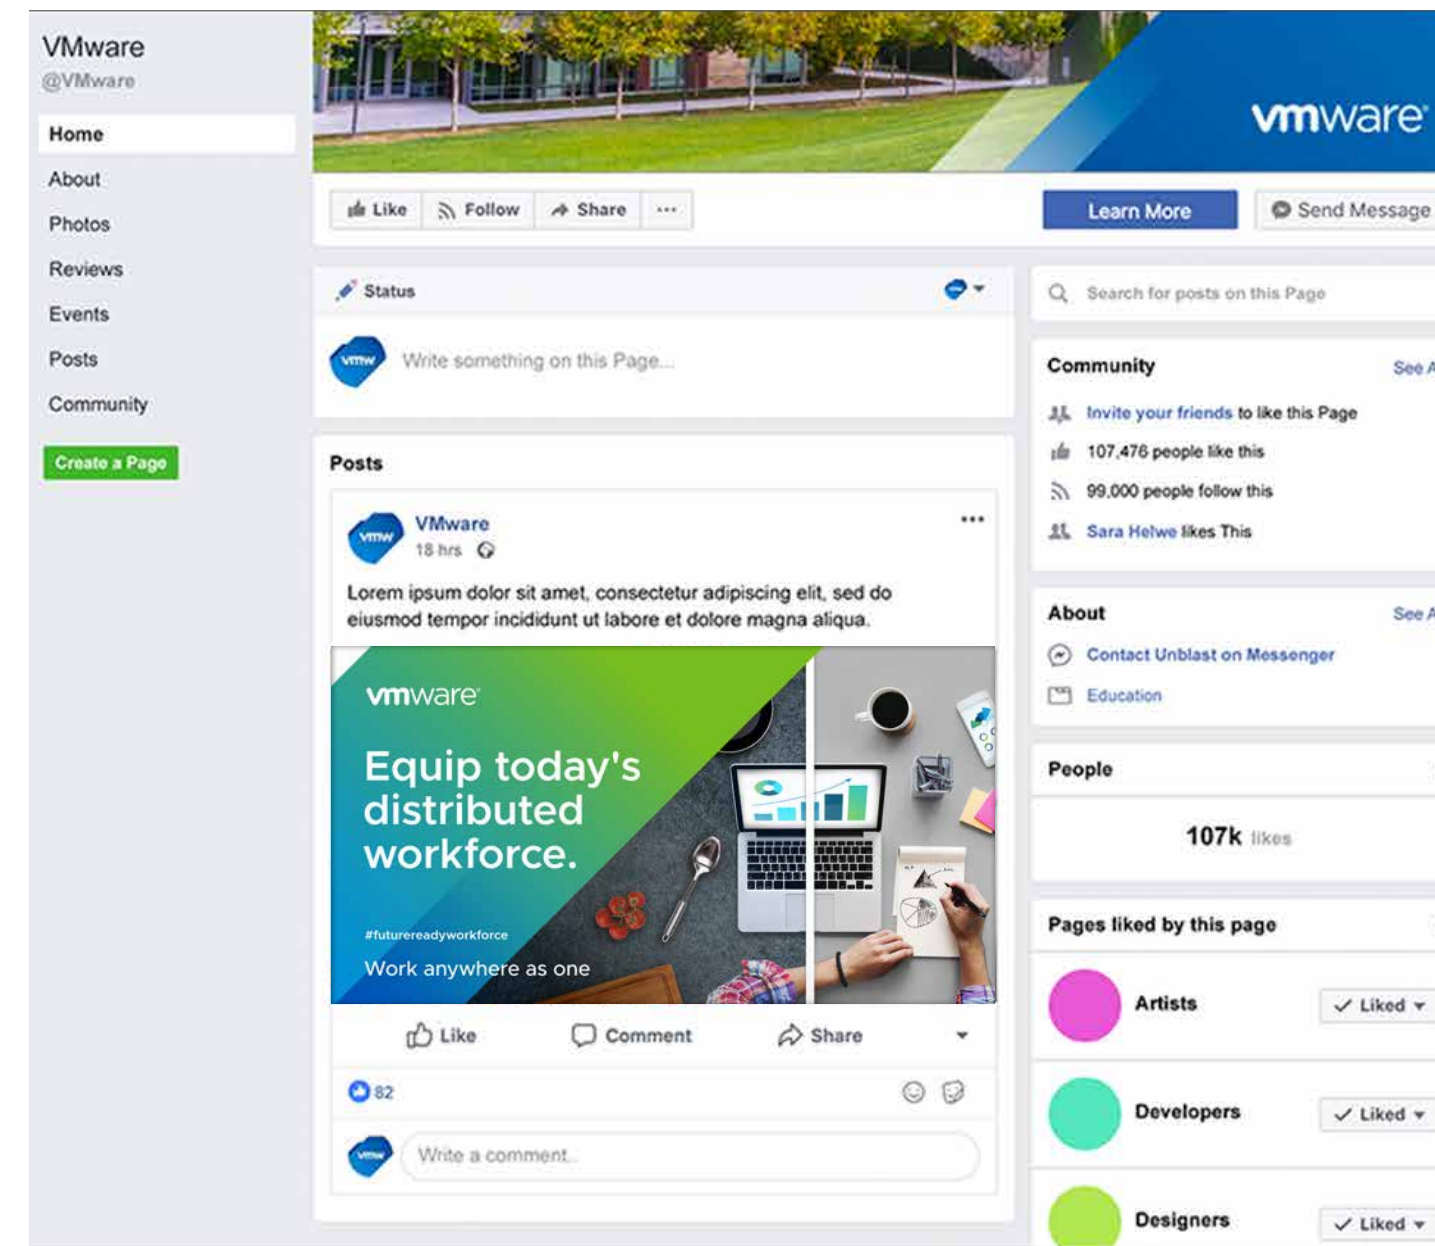 VMware
@VMware
Home
About
Photos
Reviews
Events
Posts
Community
Create a Page
vmware
Like
Follow
Share
Learn More
Send Message
Status
vmw
Write something on this Page...
Posts
vmw
VMware
18 hrs
Lorem ipsum dolor sit amet, consectetur adipiscing elit, sed do
eiusmod tempor incididunt ut labore et dolore magna aliqua.
vmware
Equip today's
distributed
workforce.
#futurereadyworkforce
Work anywhere as one
Like
Comment
Share
82
vmw
Write a comment...
Search for posts on this Page
Community
See A
Invite your friends to like this Page
107,476 people like this
99,000 people follow this
Sara Helwe likes This
About
See A
Contact Unblast on Messenger
Education
People
107k likes
Pages liked by this page
Artists
Liked
Developers
Liked
Designers
Liked